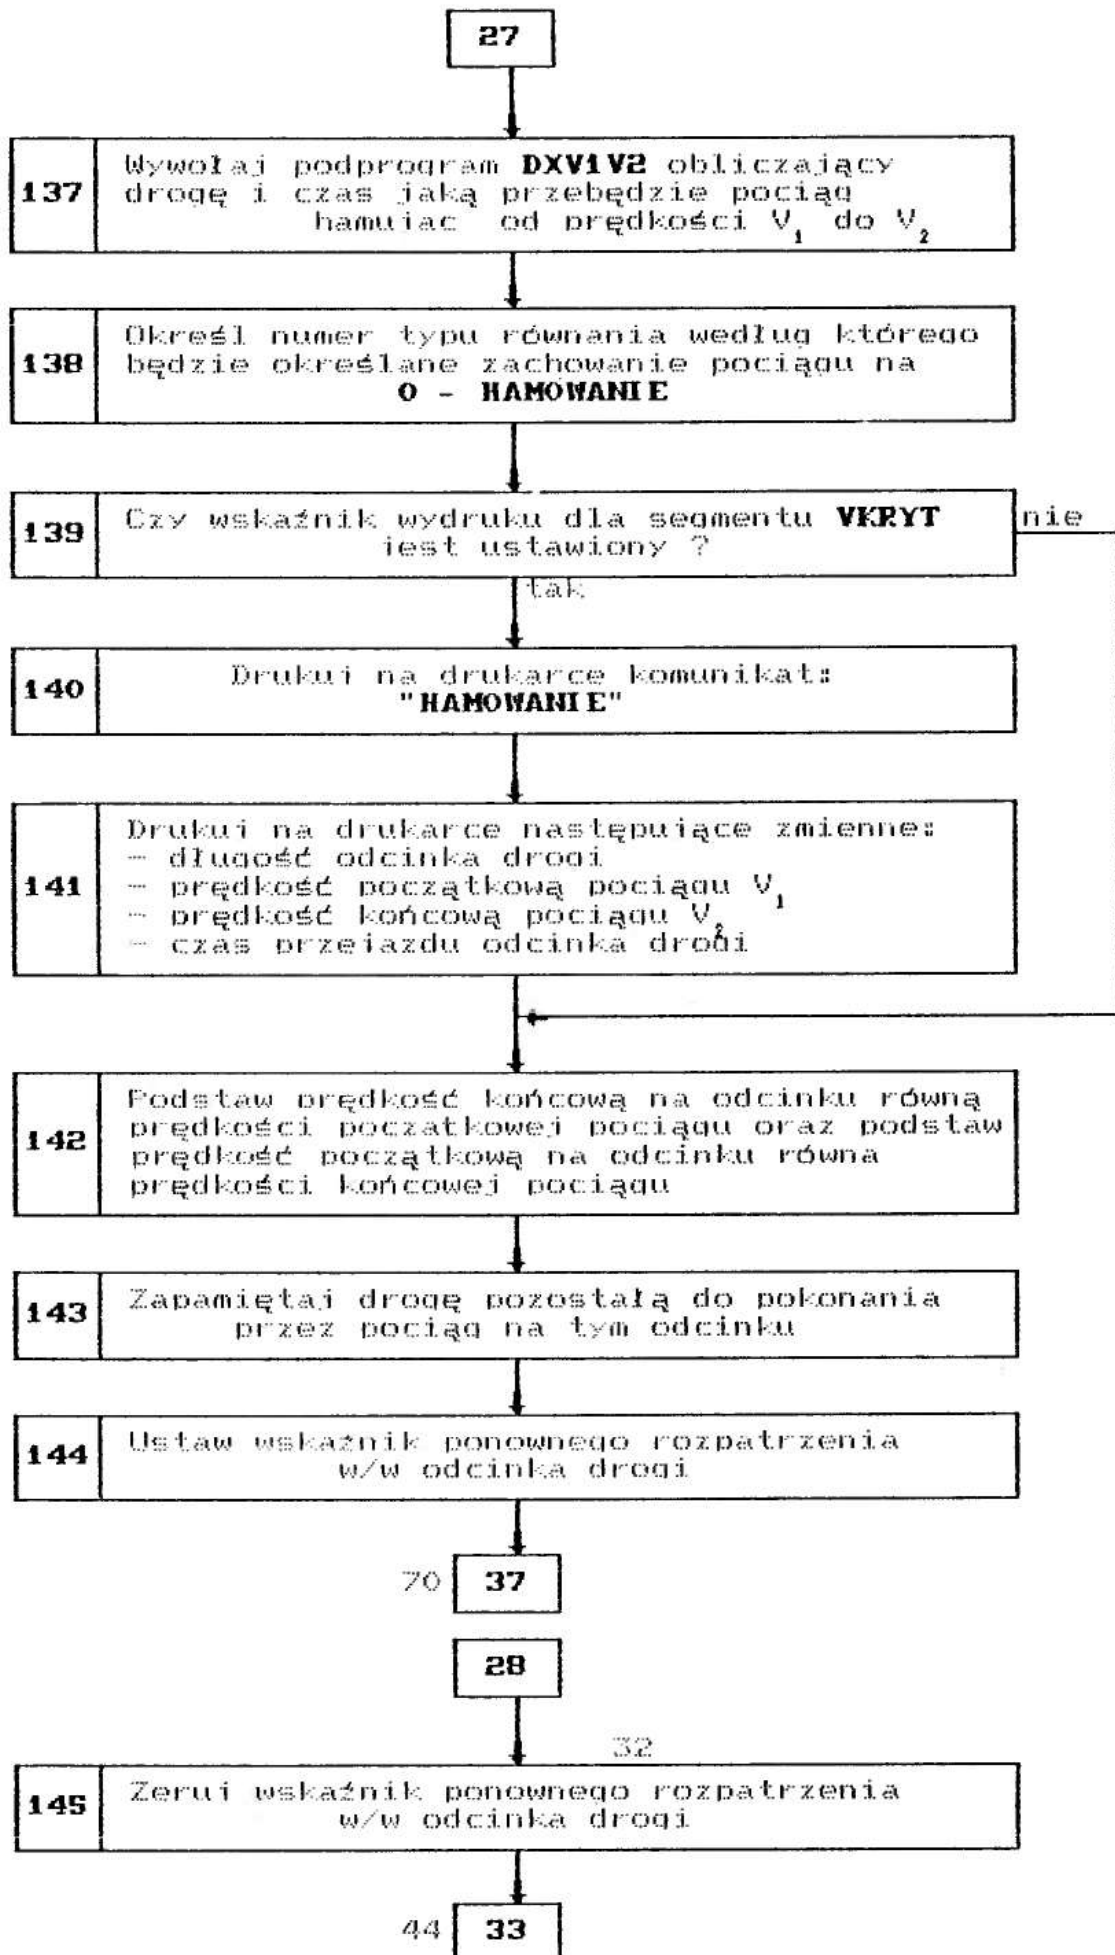 27
137
Wywołaj podprogram DXV1V2 obliczający
drogę i czas jaką przebędzie pociąg
hamując od prędkości V1 do V2
138
Określ numer typu równania według którego
będzie określane zachowanie pociągu na
0 - HAMOWANIE
139
Czy wskaźnik wydruku dla segmentu VKRYT
jest ustawiony ?
nie
tak
140
Drukuj na drukarce komunikat:
"HAMOWANIE"
141
Drukuj na drukarce następujące zmienne:
- długość odcinka drogi
- prędkość początkową pociągu V1
- prędkość końcową pociągu V2
- czas przejazdu odcinka drogi
142
Podstaw prędkość końcową na odcinku równą
prędkości poczatkowej pociągu oraz podstaw
prędkość początkową na odcinku równa
prędkości końcowej pociągu
143
Zapamiętaj drogę pozostałą do pokonania
przez pociąg na tym odcinku
144
Ustaw wskaźnik ponownego rozpatrzenia
w/w odcinka drogi
70 37
28
32
145
Zeruj wskaźnik ponownego rozpatrzenia
w/w odcinka drogi
44 33